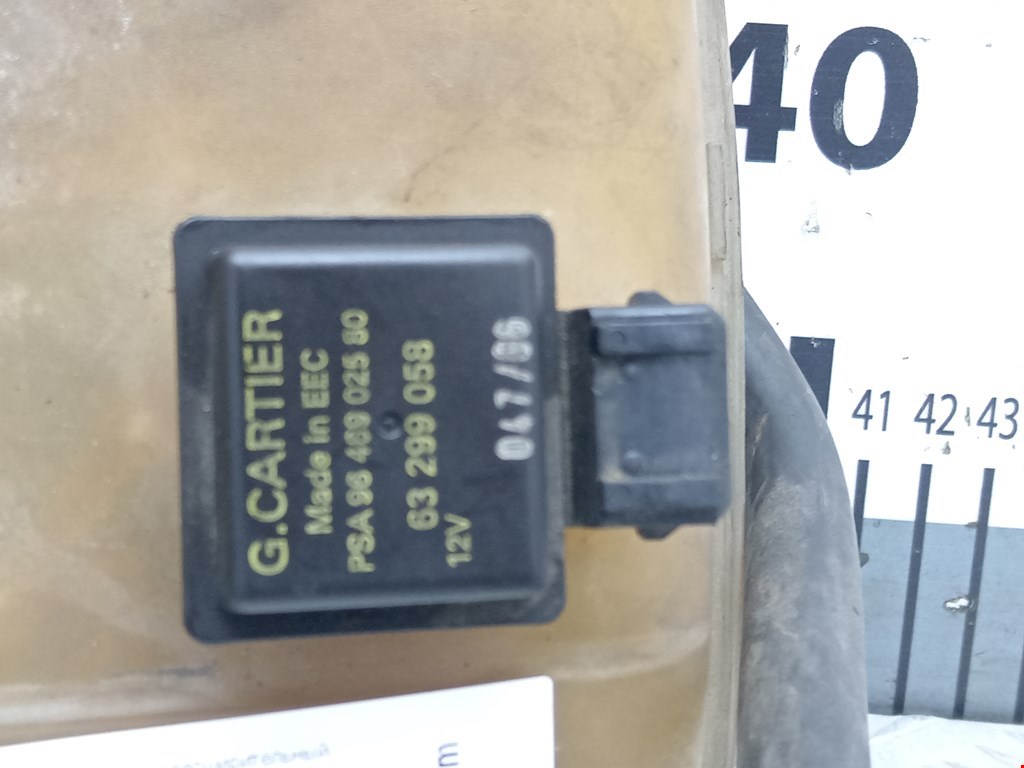 G.CARTIER
Made in EEC
PSA 96 469 025 80
63 299 058
12V
047/96
40
41 42 43
m